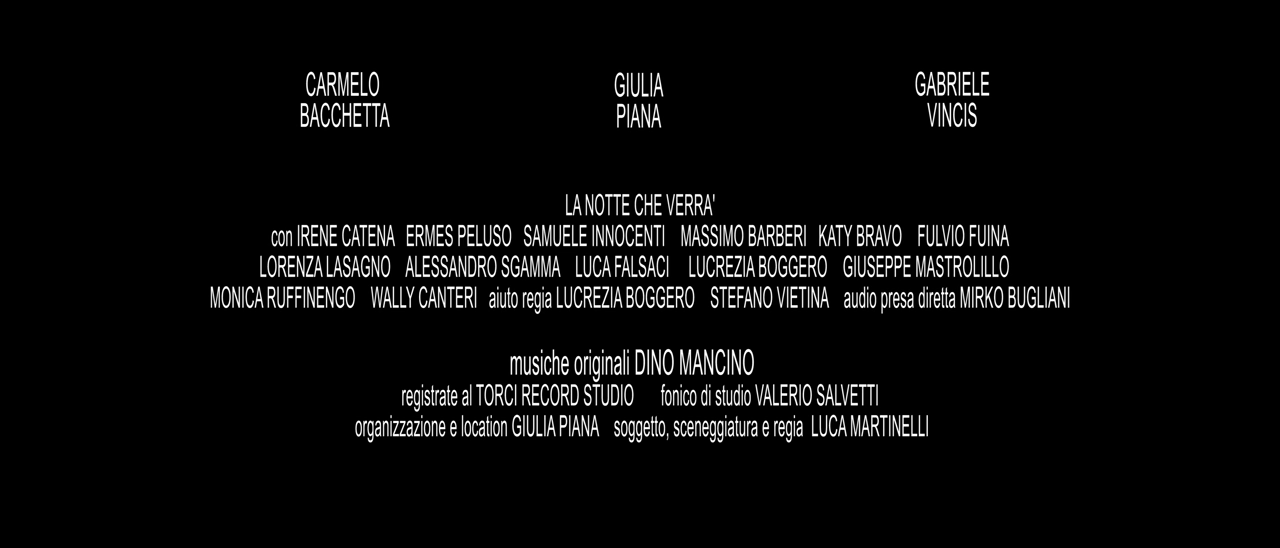 CARMELO BACCHETTA
GIULIA PIANA
GABRIELE VINCIS
LA NOTTE CHE VERRA'
con IRENE CATENA ERMES PELUSO SAMUELE INNOCENTI MASSIMO BARBERI KATY BRAVO FULVIO FUINA
LORENZA LASAGNO ALESSANDRO SGAMMA LUCA FALSACI LUCREZIA BOGGERO GIUSEPPE MASTROLILLO
MONICA RUFFINENGO WALLY CANTERI aiuto regia LUCREZIA BOGGERO STEFANO VIETINA audio presa diretta MIRKO BUGLIANI
musiche originali DINO MANCINO
registrate al TORCI RECORD STUDIO fonico di studio VALERIO SALVETTI
organizzazione e location GIULIA PIANA soggetto, sceneggiatura e regia LUCA MARTINELLI